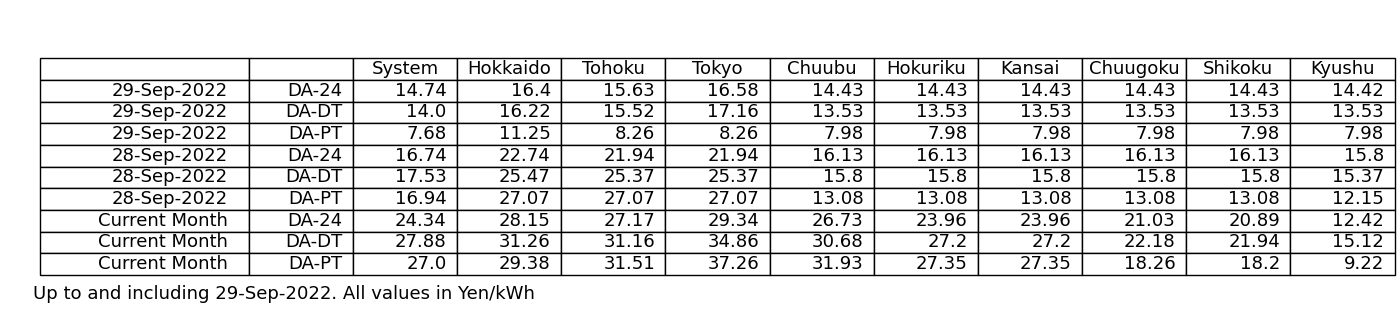 System Hokkaido Tohoku Tokyo Chuubu Hokuriku Kansai Chuugoku Shikoku Kyushu
29-Sep-2022 DA-24 14.74 16.4 15.63 16.58 14.43 14.43 14.43 14.43 14.43 14.42
29-Sep-2022 DA-DT 14.0 16.22 15.52 17.16 13.53 13.53 13.53 13.53 13.53 13.53
29-Sep-2022 DA-PT 7.68 11.25 8.26 8.26 7.98 7.98 7.98 7.98 7.98 7.98
28-Sep-2022 DA-24 16.74 22.74 21.94 21.94 16.13 16.13 16.13 16.13 16.13 15.8
28-Sep-2022 DA-DT 17.53 25.47 25.37 25.37 15.8 15.8 15.8 15.8 15.8 15.37
28-Sep-2022 DA-PT 16.94 27.07 27.07 27.07 13.08 13.08 13.08 13.08 13.08 12.15
Current Month DA-24 24.34 28.15 27.17 29.34 26.73 23.96 23.96 21.03 20.89 12.42
Current Month DA-DT 27.88 31.26 31.16 34.86 30.68 27.2 27.2 22.18 21.94 15.12
Current Month DA-PT 27.0 29.38 31.51 37.26 31.93 27.35 27.35 18.26 18.2 9.22
Up to and including 29-Sep-2022. All values in Yen/kWh